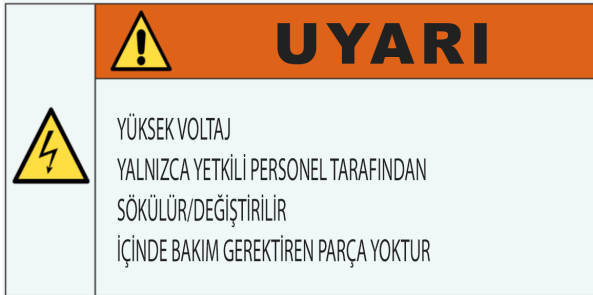 UYARI
YÜKSEK VOLTAJ
YALNIZCA YETKİLİ PERSONEL TARAFINDAN
SÖKÜLÜR/DEĞİŞTİRİLİR
İÇİNDE BAKIM GEREKTİREN PARÇA YOKTUR